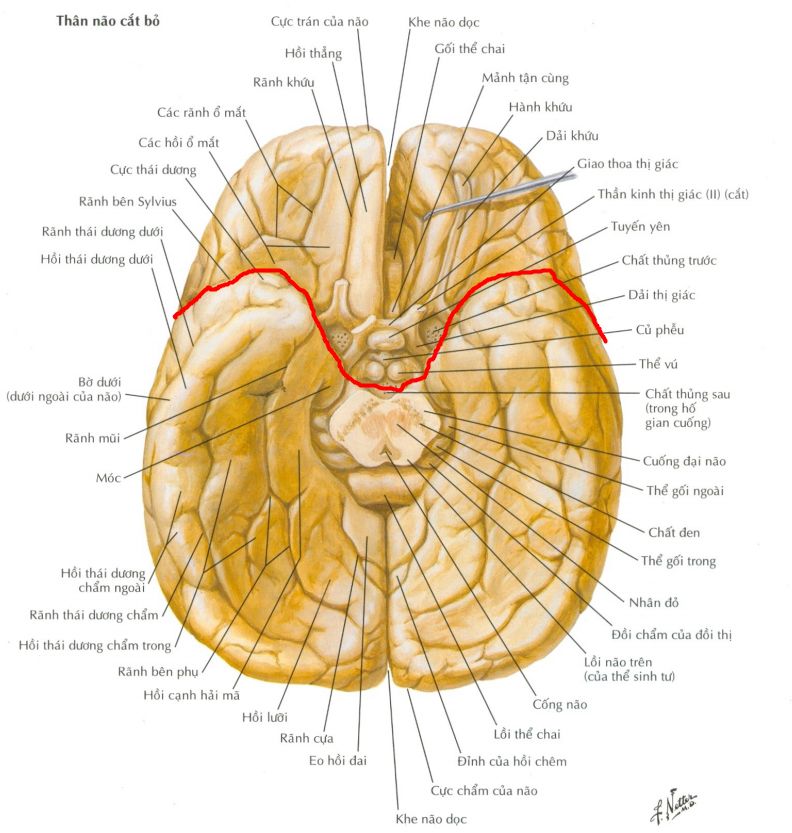 Thân não cắt bỏ
Cực trán của não
Khe não dọc
Hồi thẳng
Gối thể chai
Rãnh khứu
Mảnh tận cùng
Các rãnh ổ mắt
Hành khứu
Các hồi ổ mắt
Dải khứu
Cực thái dương
Giao thoa thị giác
Rãnh bên Sylvius
Thần kinh thị giác (II) (cắt)
Rãnh thái dương dưới
Tuyến yên
Hồi thái dương dưới
Chất thủng trước
Dải thị giác
Củ phễu
Thể vú
Bờ dưới
(dưới ngoài của não)
Chất thủng sau
(trong hố
gian cuống)
Rãnh mũi
Móc
Cuống đại não
Thể gối ngoài
Chất đen
Thể gối trong
Hồi thái dương
chẩm ngoài
Nhân đỏ
Rãnh thái dương chẩm
Đồi chẩm của đồi thị
Hồi thái dương chẩm trong
Lồi não trên
(của thể sinh tư)
Rãnh bên phụ
Hồi cạnh hải mã
Cống não
Hồi lưỡi
Lồi thể chai
Rãnh cựa
Eo hồi đai
Đỉnh của hồi chêm
Cực chẩm của não
Khe não dọc
F. Netter
M.D.